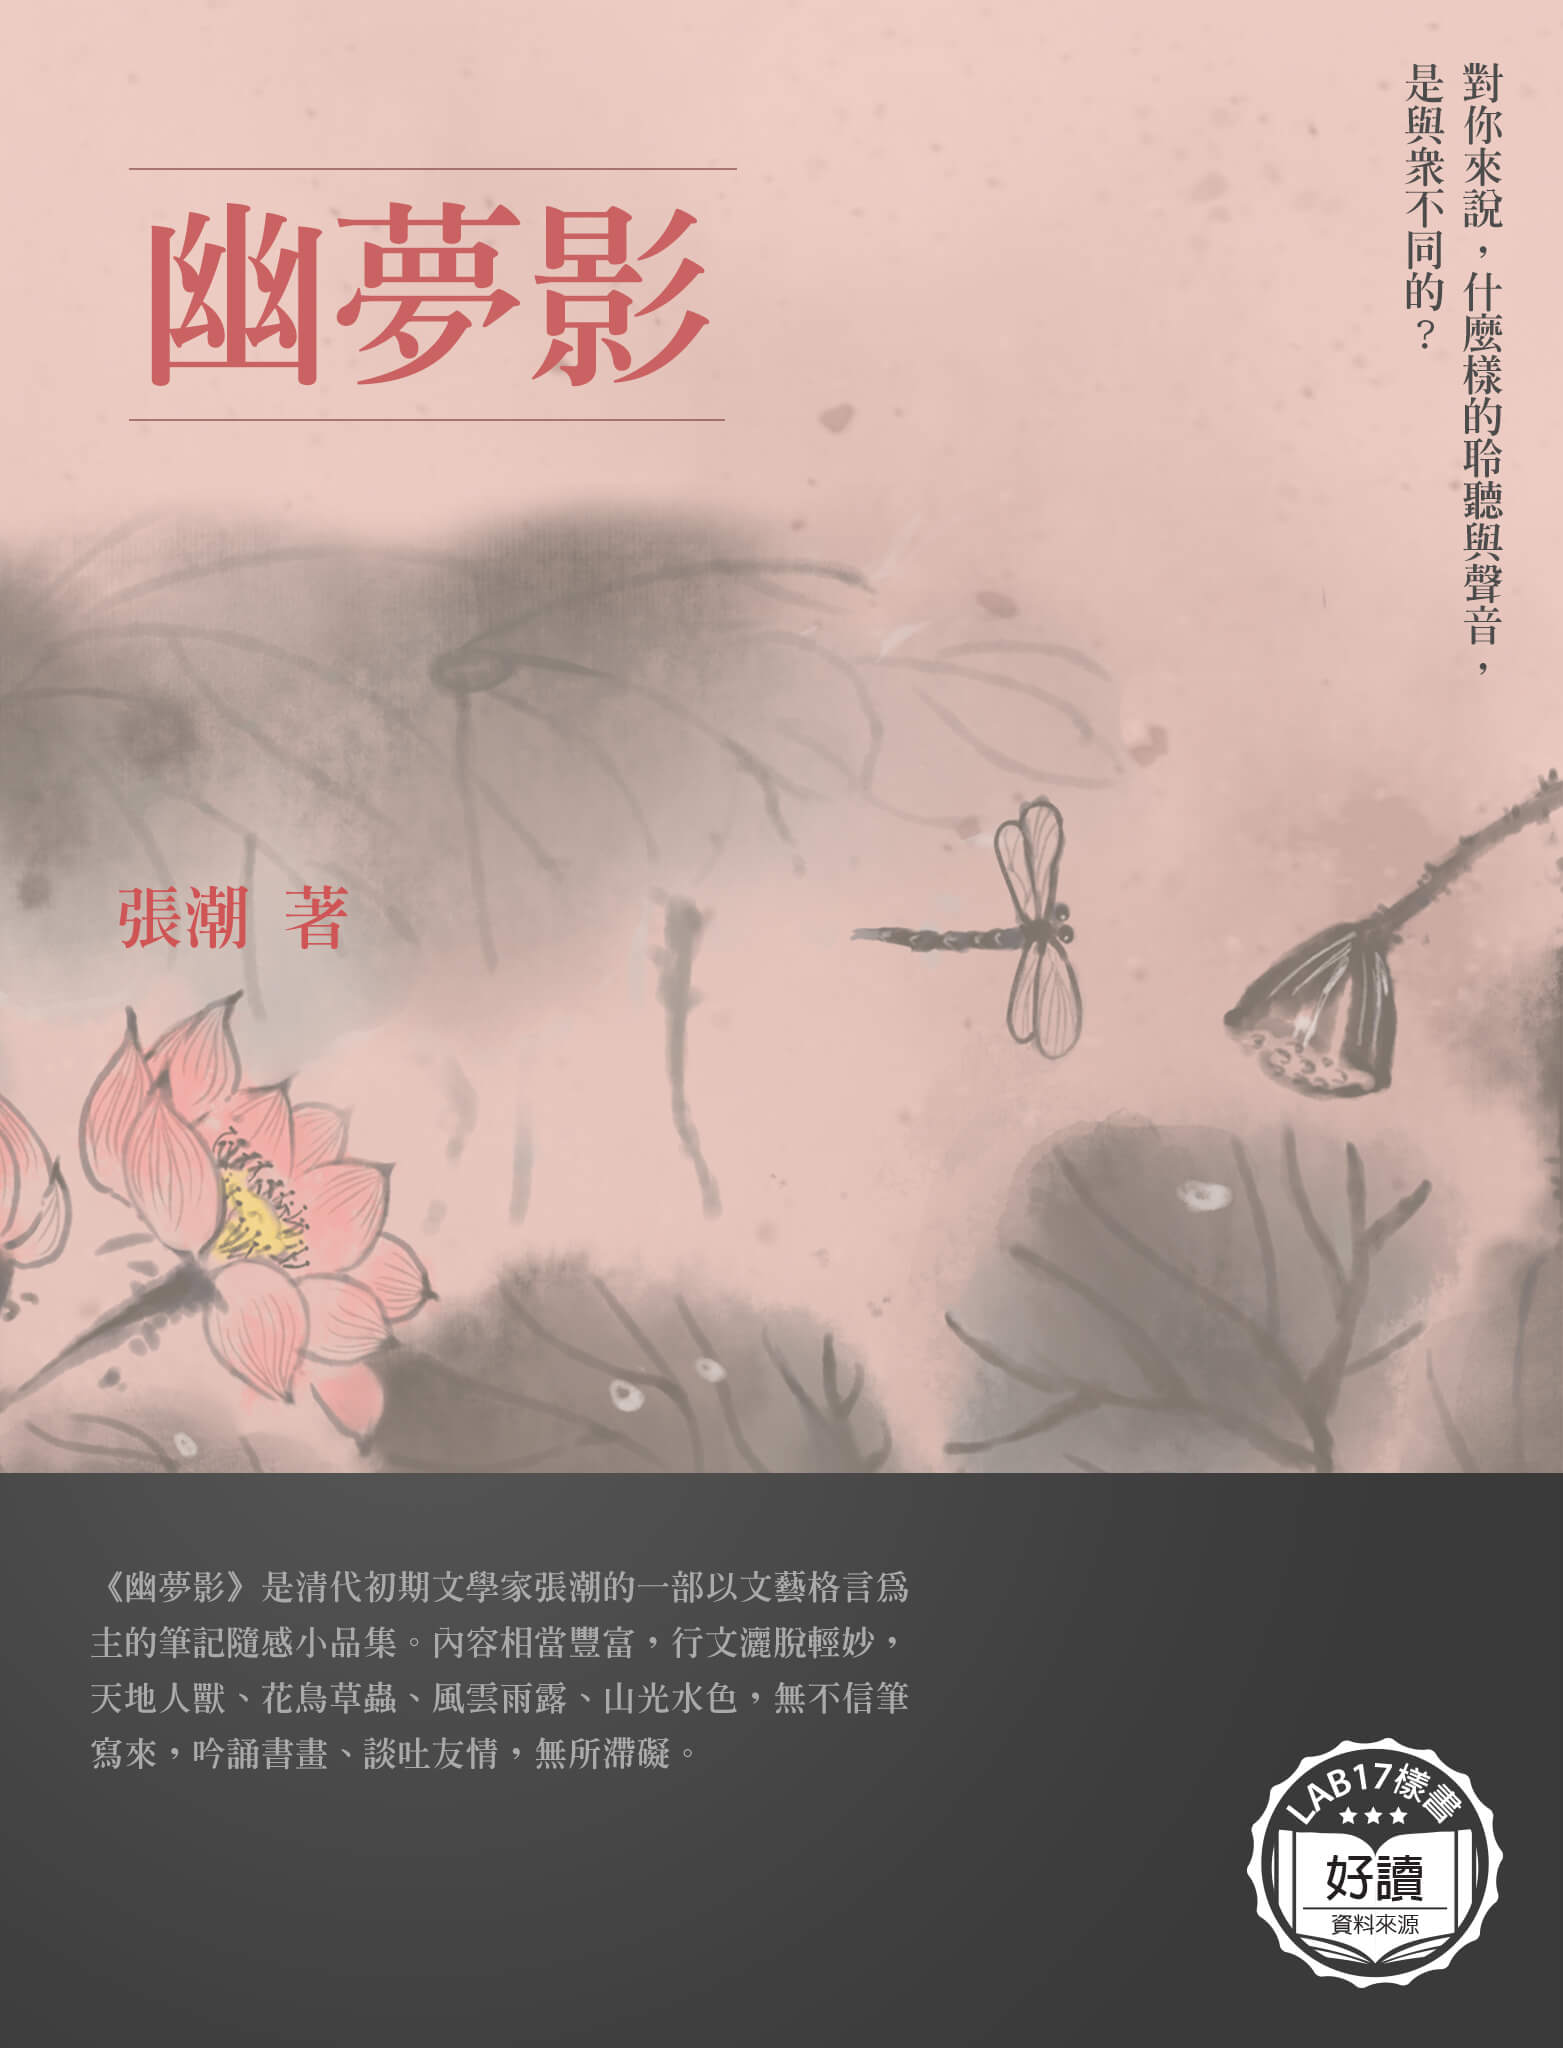 對你來說，什麼樣的聆聽與聲音，
是與衆不同的？
幽夢影
張潮 著
《幽夢影》是清代初期文學家張潮的一部以文藝格言爲
主的筆記隨感小品集。內容相當豐富，行文灑脫輕妙，
天地人獸、花鳥草蟲、風雲雨露、山光水色，無不信筆
寫來，吟誦書畫、談吐友情，無所滯礙。
LAB17樣書
好讀
資料來源